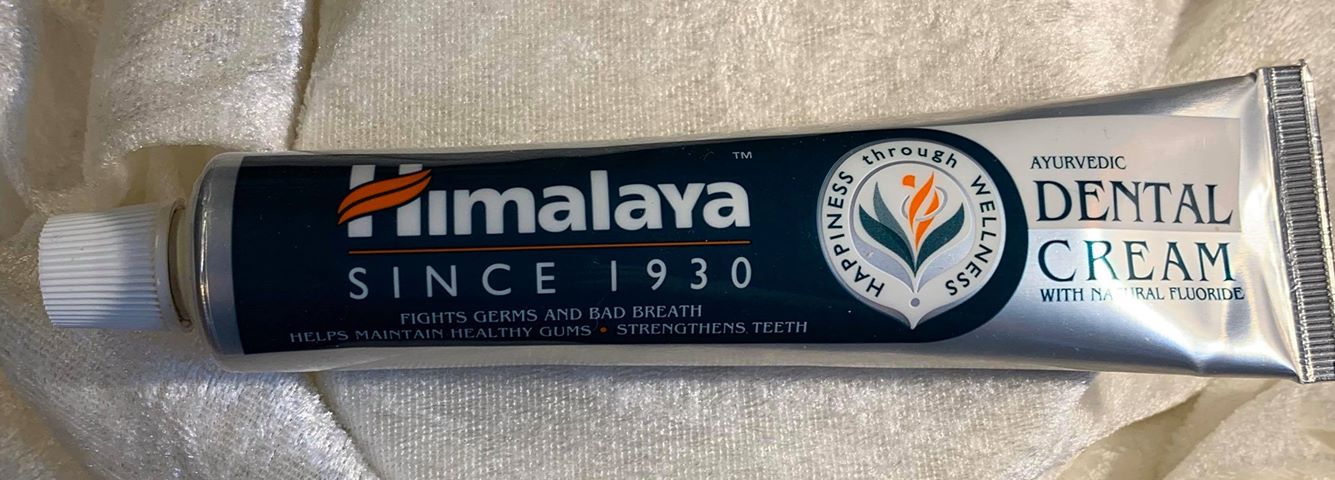 Himalaya™
SINCE 1930
FIGHTS GERMS AND BAD BREATH
HELPS MAINTAIN HEALTHY GUMS • STRENGTHENS TEETH
HAPPINESS through WELLNESS
AYURVEDIC
DENTAL
CREAM
WITH NATURAL FLUORIDE